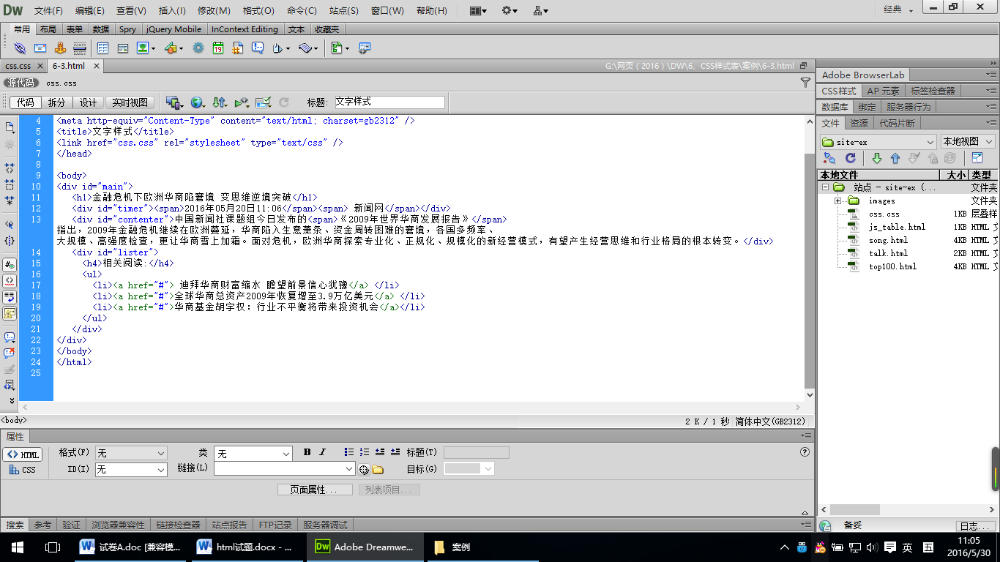 Dw 文件(F) 编辑(E) 查看(V) 插入(I) 修改(M) 格式(O) 命令(C) 站点(S) 窗口(W) 帮助(H) 经典
常用 布局 表单 数据 Spry jQuery Mobile InContext Editing 文本 收藏夹
19
css.css 6-3.html G:\网页（2016）\DW\6、CSS样式表\案例\6-3.html
源代码 css.css
代码 拆分 设计 实时视图 标题: 文字样式
4 <meta http-equiv="Content-Type" content="text/html; charset=gb2312" />
5 <title>文字样式</title>
6 <link href="css.css" rel="stylesheet" type="text/css" />
7 </head>
8
9 <body>
10 <div id="main">
11 <h1>金融危机下欧洲华商陷窘境 变思维逆境突破</h1>
12 <div id="timer"><span>2016年05月20日11:06</span><span> 新闻网</span></div>
13 <div id="contenter">中国新闻社课题组今日发布的<span>《2009年世界华商发展报告》</span>
指出，2009年金融危机继续在欧洲蔓延，华商陷入生意萧条、资金周转困难的窘境，各国多频率、
大规模、高强度检查，更让华商雪上加霜。面对危机，欧洲华商探索专业化、正规化、规模化的新经营模式，有望产生经营思维和行业格局的根本转变。</div>
14 <div id="lister">
15 <h4>相关阅读:</h4>
16 <ul>
17 <li><a href="#"> 迪拜华商财富缩水 瞻望前景信心犹豫</a> </li>
18 <li><a href="#">全球华商总资产2009年恢复增至3.9万亿美元</a> </li>
19 <li><a href="#">华商基金胡宇权：行业不平衡将带来投资机会</a></li>
20 </ul>
21 </div>
22 </div>
23 </body>
24 </html>
25
<body> 2 K / 1 秒 简体中文(GB2312)
属性
<> HTML 格式(F) 无 类 无 B I 标题(T)
CSS ID(I) 无 链接(L) 目标(G)
页面属性... 列表项目...
搜索 参考 验证 浏览器兼容性 链接检查器 站点报告 FTP记录 服务器调试
Adobe BrowserLab
CSS样式 AP 元素 标签检查器
数据库 绑定 服务器行为
文件 资源 代码片断
site-ex 本地视图
本地文件 大小 类型
站点 - site-ex (... 文件夹
images 文件夹
css.css 1KB 层叠样
js_table.html 1KB HTML 文
song.html 4KB HTML 文
talk.html 2KB HTML 文
top100.html 4KB HTML 文
备妥 日志...
试卷A.doc [兼容模... html试题.docx - ... Dw Adobe Dreamwe... 案例 英 五 11:05
2016/5/30